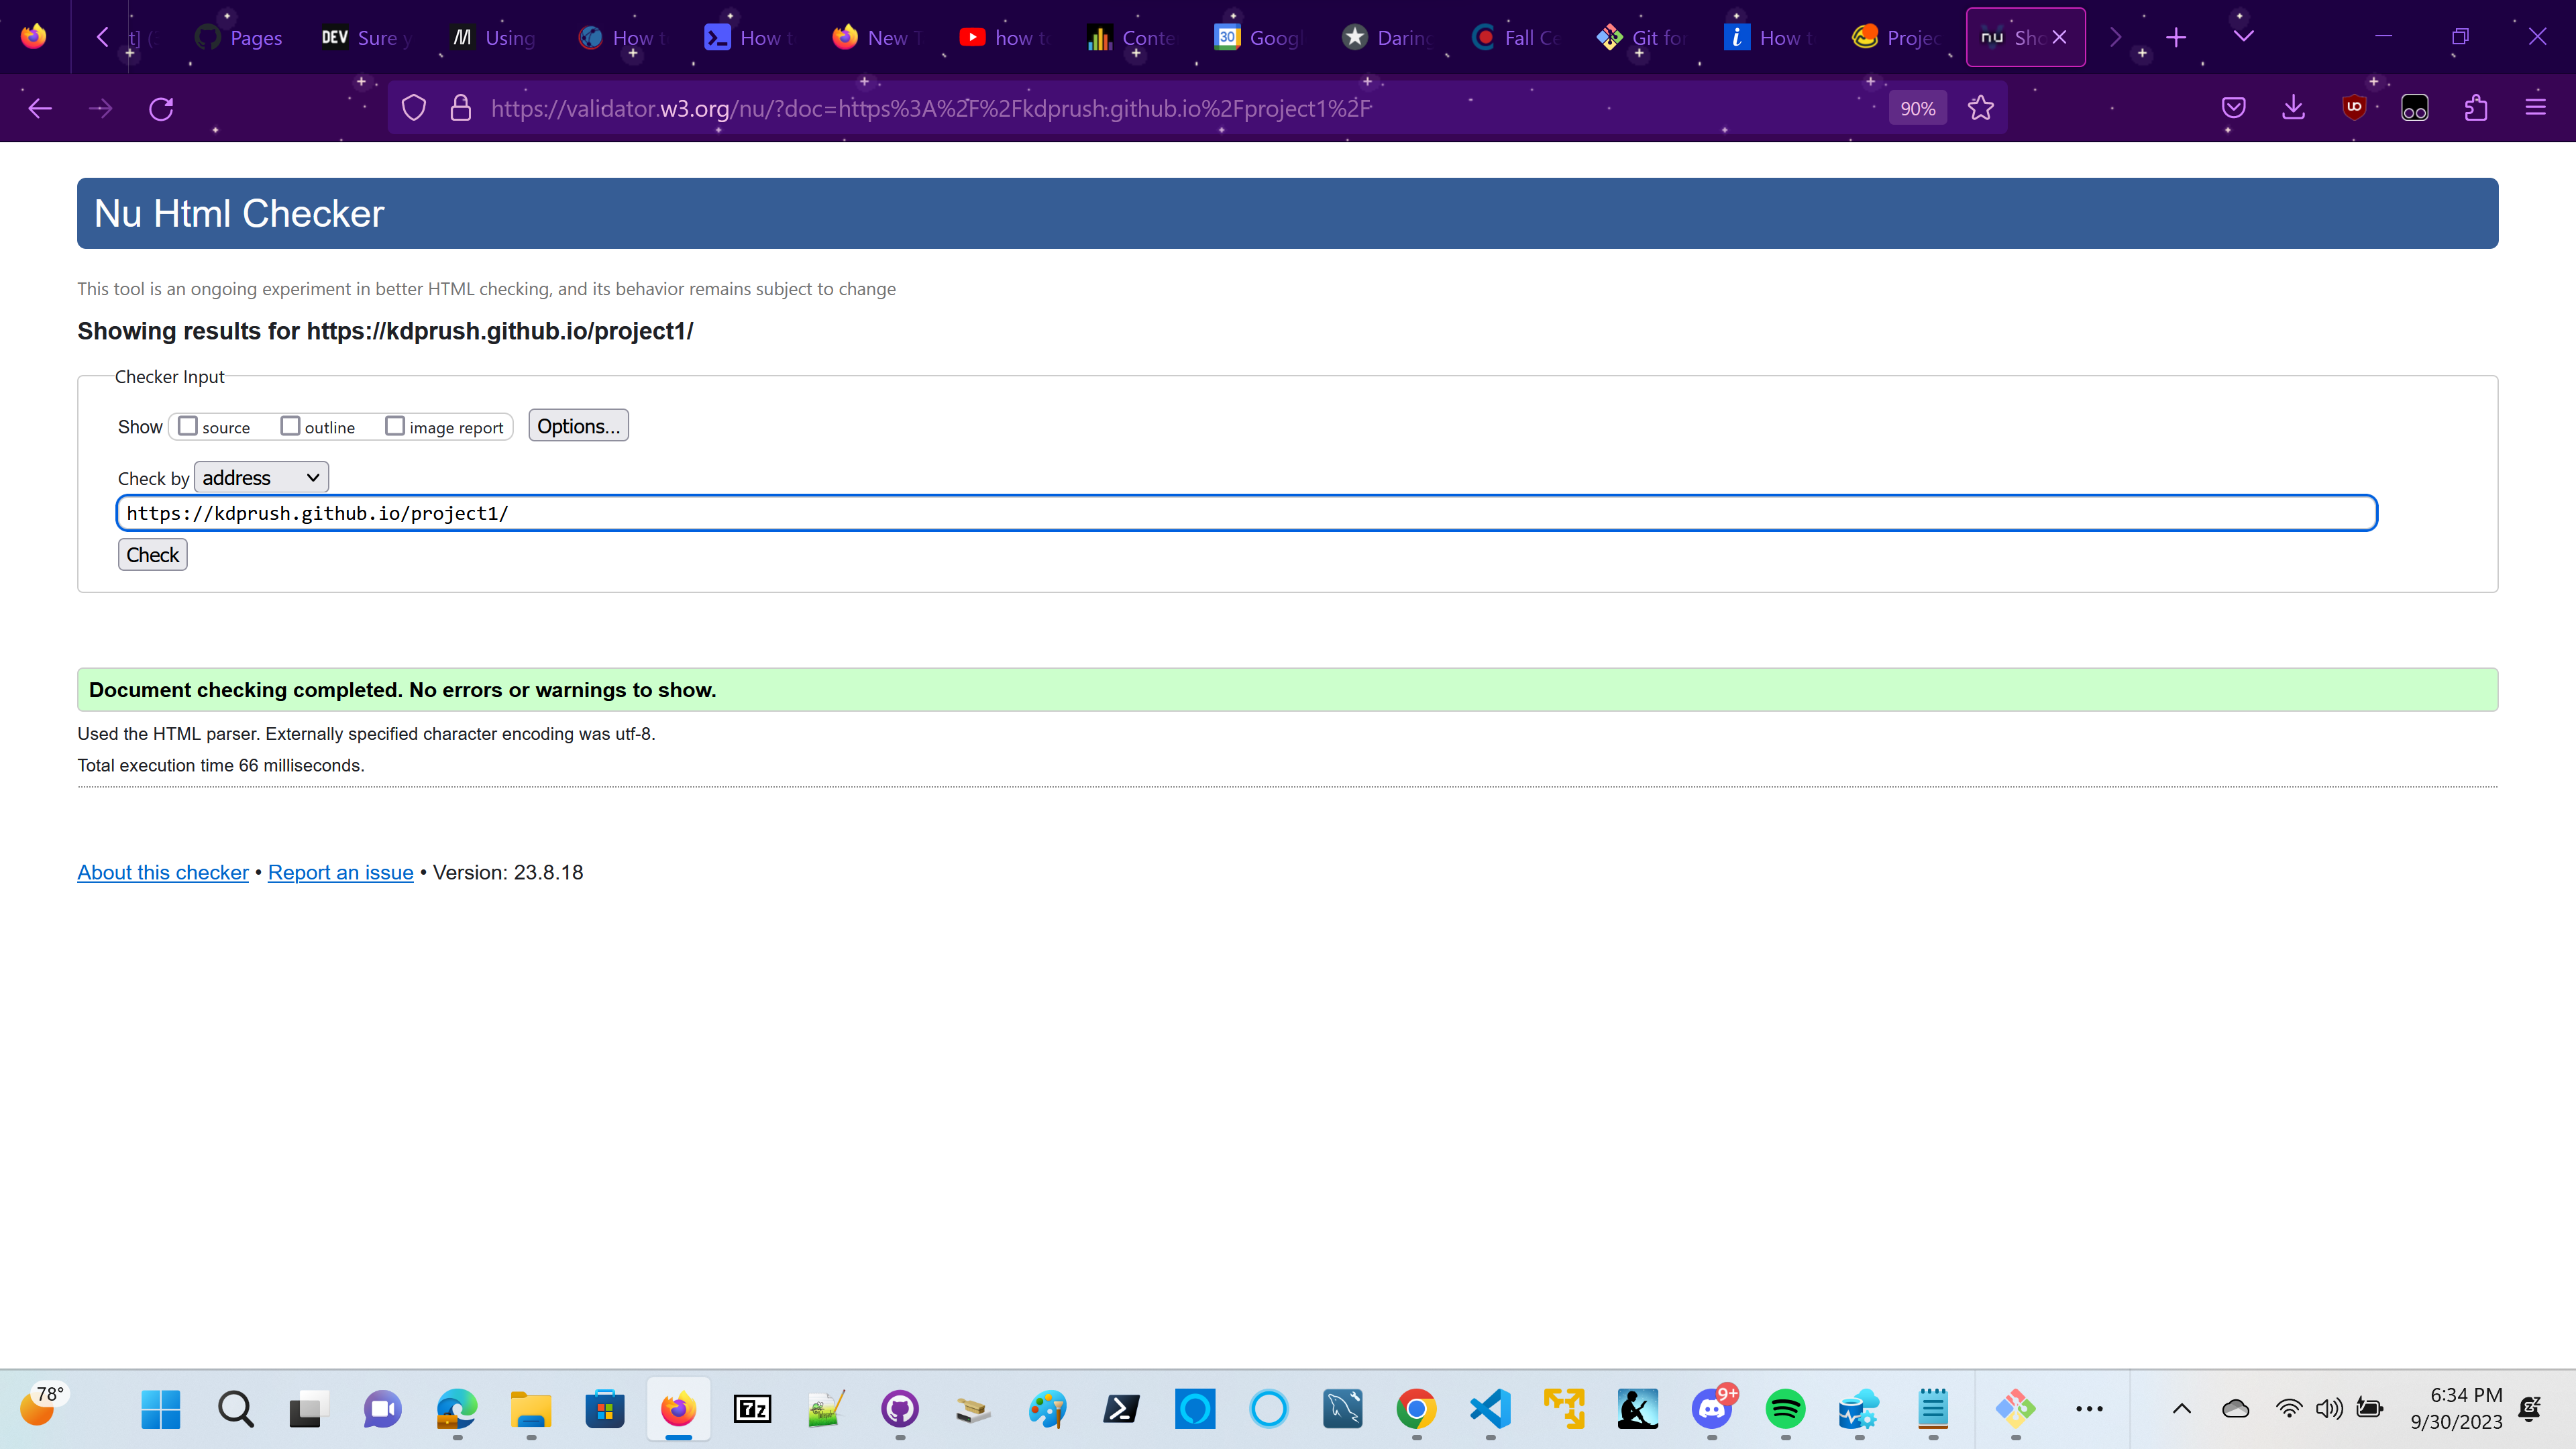 t] (
Pages
DEV Sure y
Using
How t
How t
New T
how to
Conte
30 Googl
Daring
Fall Ce
Git for
How t
Projec
nu Sho
https://validator.w3.org/nu/?doc=https%3A%2F%2Fkdprush.github.io%2Fproject1%2F
90%
Nu Html Checker
This tool is an ongoing experiment in better HTML checking, and its behavior remains subject to change
Showing results for https://kdprush.github.io/project1/
Checker Input
Show source outline image report Options...
Check by address
https://kdprush.github.io/project1/
Check
Document checking completed. No errors or warnings to show.
Used the HTML parser. Externally specified character encoding was utf-8.
Total execution time 66 milliseconds.
About this checker • Report an issue • Version: 23.8.18
78°
7z
9+
6:34 PM
9/30/2023